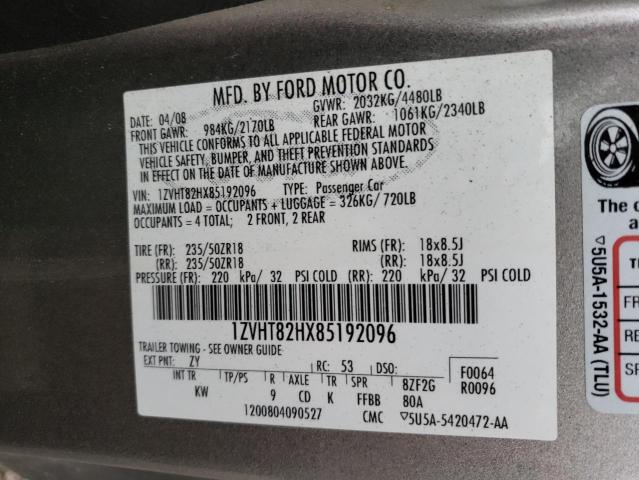 MFD. BY FORD MOTOR CO.
DATE: 04/08 GVWR: 2032KG/4480LB
FRONT GAWR: 984KG/2170LB REAR GAWR: 1061KG/2340LB
THIS VEHICLE CONFORMS TO ALL APPLICABLE FEDERAL MOTOR
VEHICLE SAFETY, BUMPER, AND THEFT PREVENTION STANDARDS
IN EFFECT ON THE DATE OF MANUFACTURE SHOWN ABOVE.
VIN: 1ZVHT82HX85192096 TYPE: Passenger Car
MAXIMUM LOAD = OCCUPANTS + LUGGAGE = 326KG/720LB
OCCUPANTS = 4 TOTAL; 2 FRONT, 2 REAR
TIRE (FR): 235/50ZR18 RIMS (FR): 18x8.5J
(RR): 235/50ZR18 (RR): 18x8.5J
PRESSURE (FR): 220 kPa/ 32 PSI COLD (RR): 220 kPa/ 32 PSI COLD
1ZVHT82HX85192096
TRAILER TOWING - SEE OWNER GUIDE
EXT PNT: ZY RC: 53 DSO: F0064
INT TR TP/PS R AXLE TR SPR 8ZF2G R0096
KW 9 CD K FFBB 80A
1200804090527 CMC ▽5U5A-5420472-AA
The
a
▽5U5A-1532-AA (TLU)
FR
RE
SP